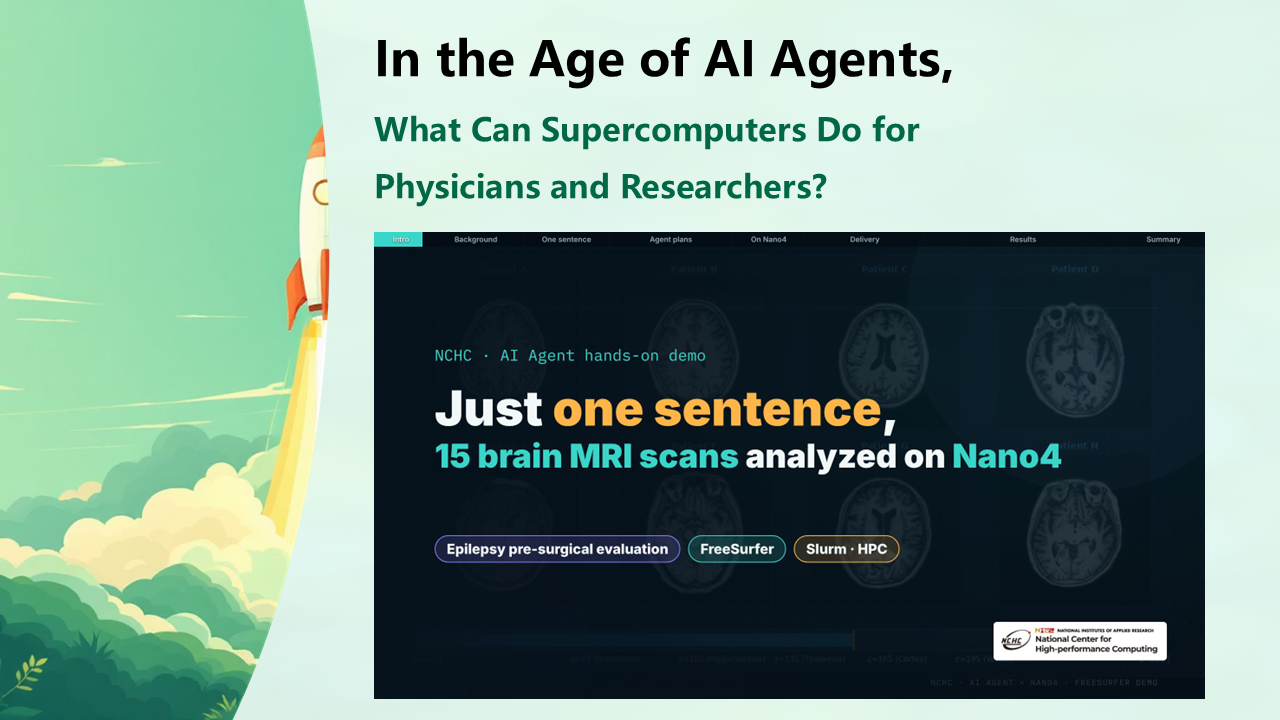 In the Age of AI Agents,
What Can Supercomputers Do for
Physicians and Researchers?
Intro Background One sentence Agent plans On Nano4 Delivery Results Summary
Patient B Patient C Patient D
NCHC · AI Agent hands-on demo
Just one sentence,
15 brain MRI scans analyzed on Nano4
Patient H
Epilepsy pre-surgical evaluation FreeSurfer Slurm · HPC
NCHC
NATIONAL INSTITUTES OF APPLIED RESEARCH
National Center for
High-performance Computing
NCHC · AI AGENT × NANO4 · FREESURFER DEMO